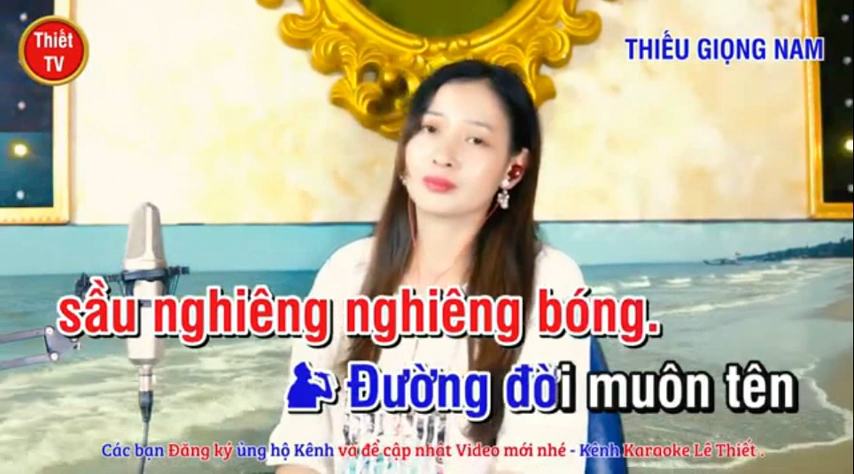 Thiết
TV
THIẾU GIỌNG NAM
sầu nghiêng nghiêng bóng.
Đường đời muôn tên
Các bạn Đăng ký ủng hộ Kênh và để cập nhật Video mới nhé - Kênh Karaoke Lê Thiết .